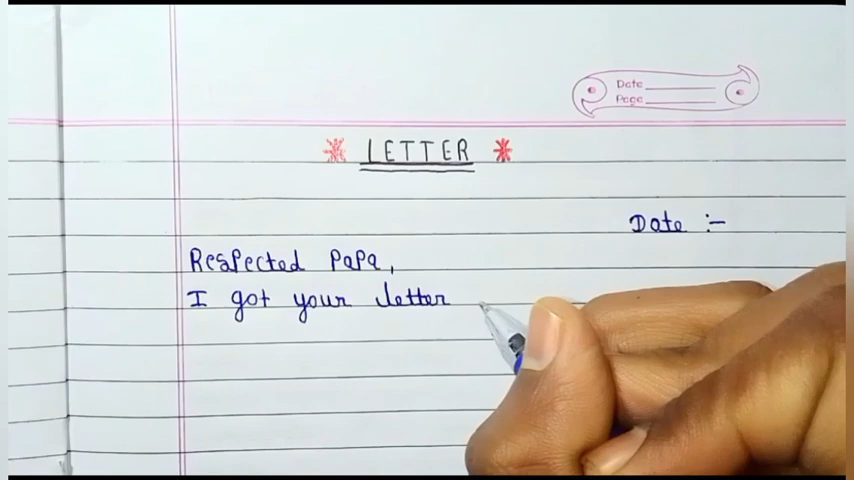 Date
Page
* LETTER *
Date :-
Respected Papa,
I got your letter